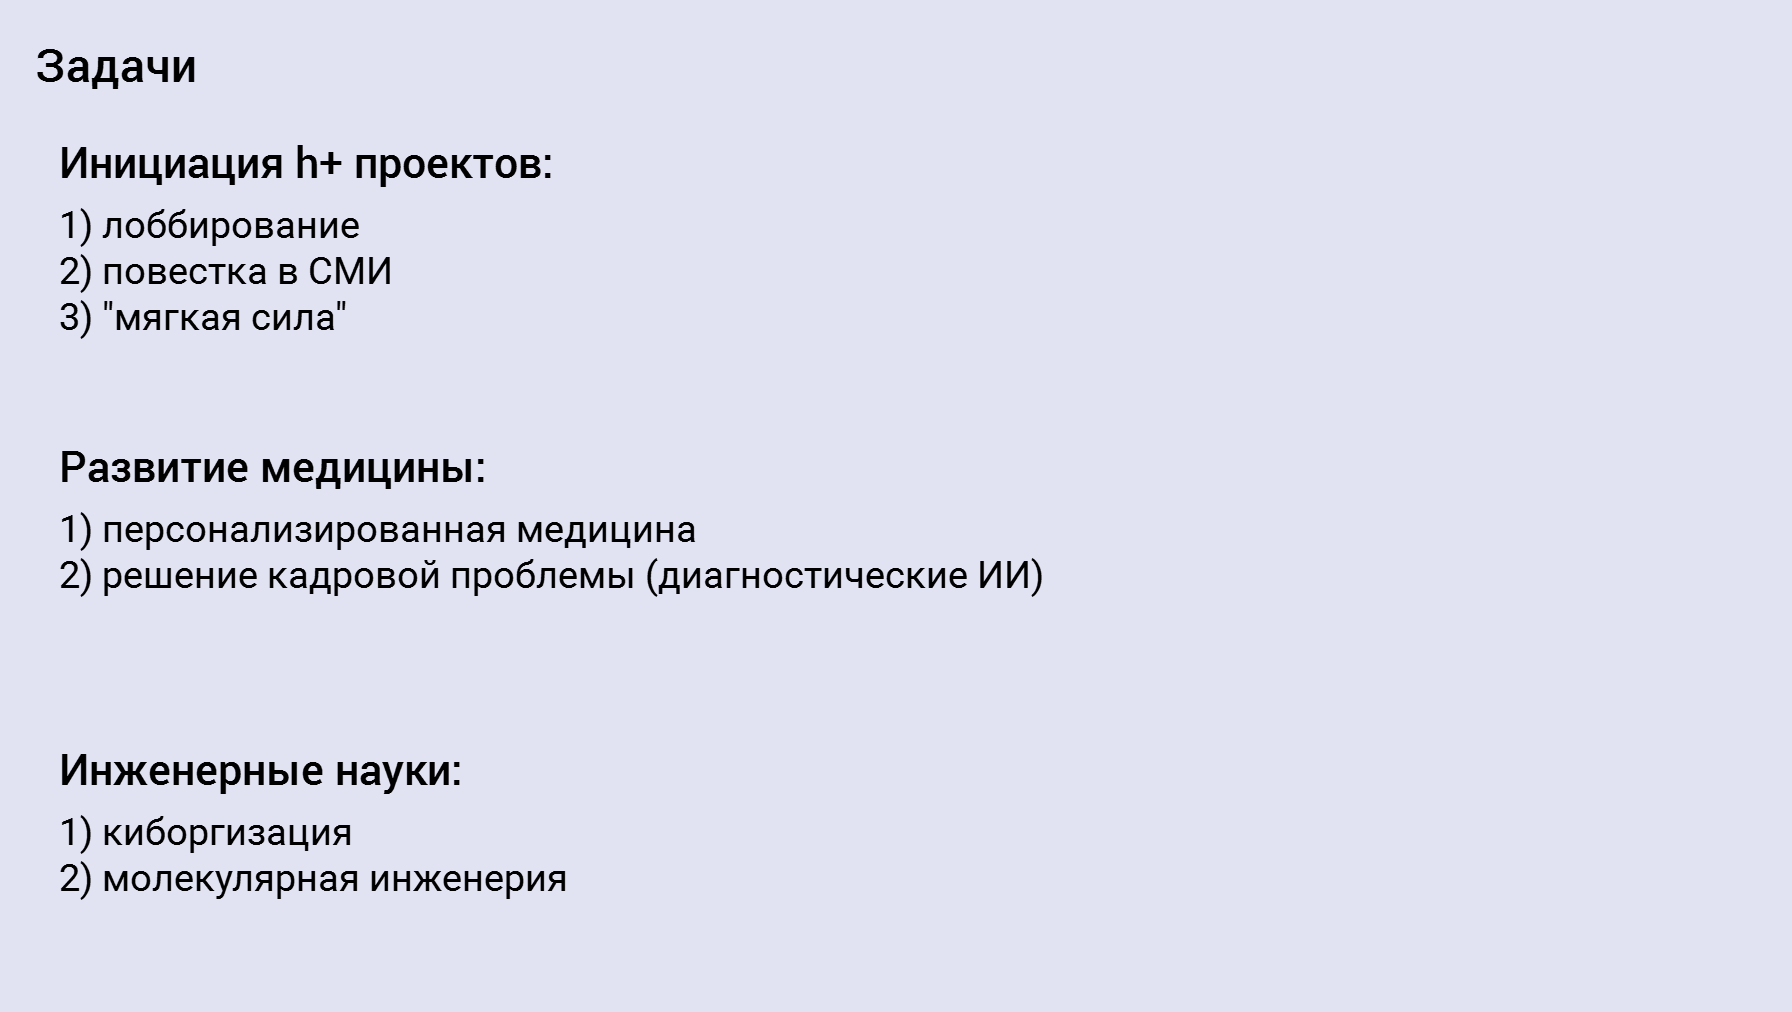 Задачи
Инициация h+ проектов:
1) лоббирование
2) повестка в СМИ
3) "мягкая сила"
Развитие медицины:
1) персонализированная медицина
2) решение кадровой проблемы (диагностические ИИ)
Инженерные науки:
1) киборгизация
2) молекулярная инженерия